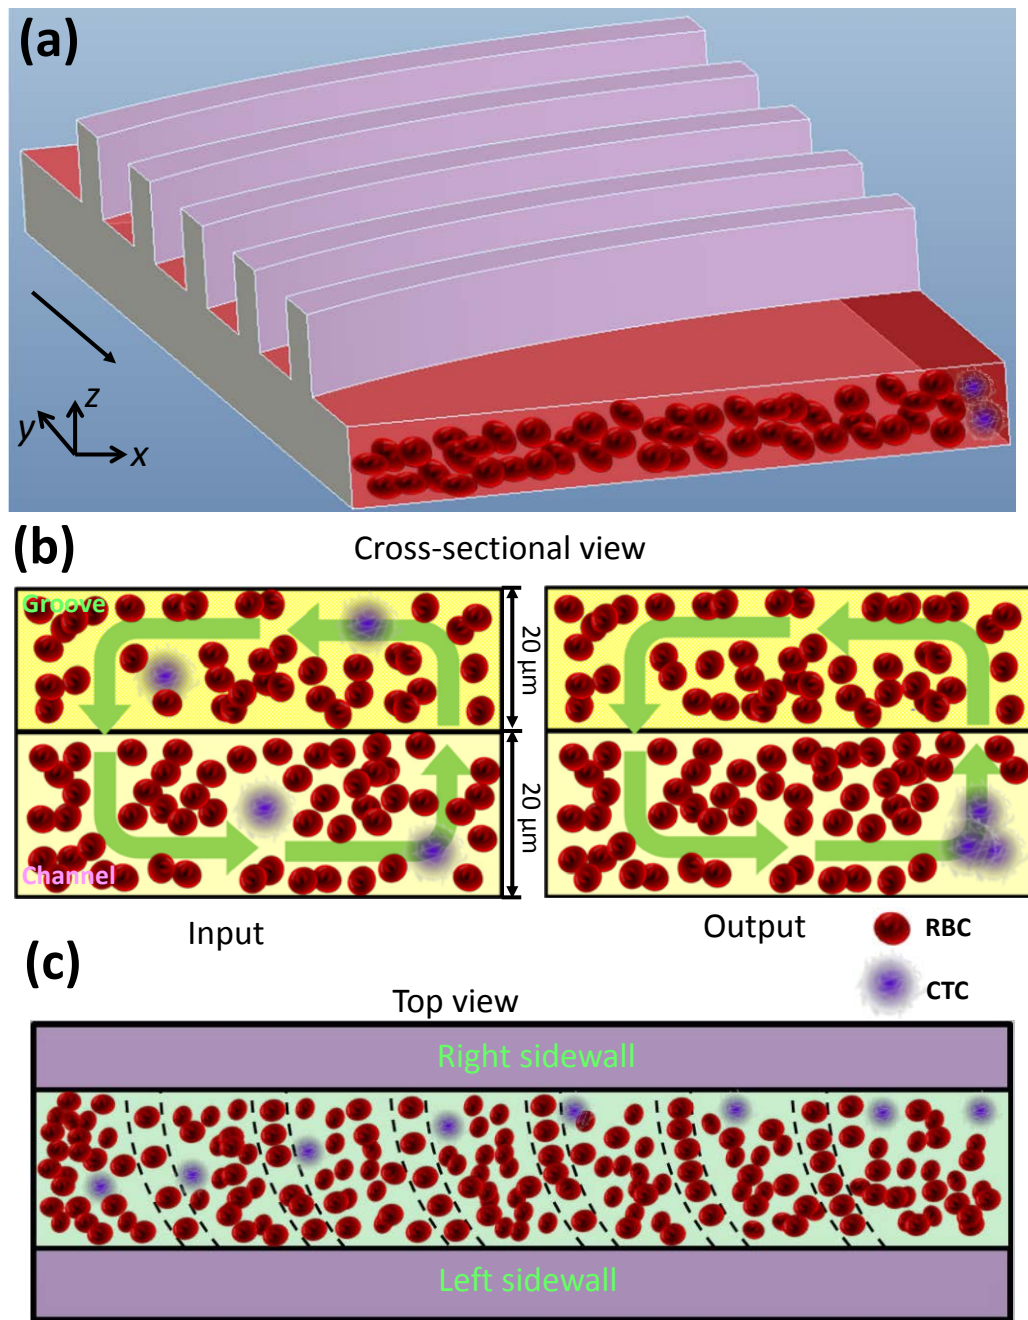 (a)
z
y
x
(b)
Cross-sectional view
Groove
20 µm
20 µm
Channel
Input
Output
RBC
(c)
CTC
Top view
Right sidewall
Left sidewall